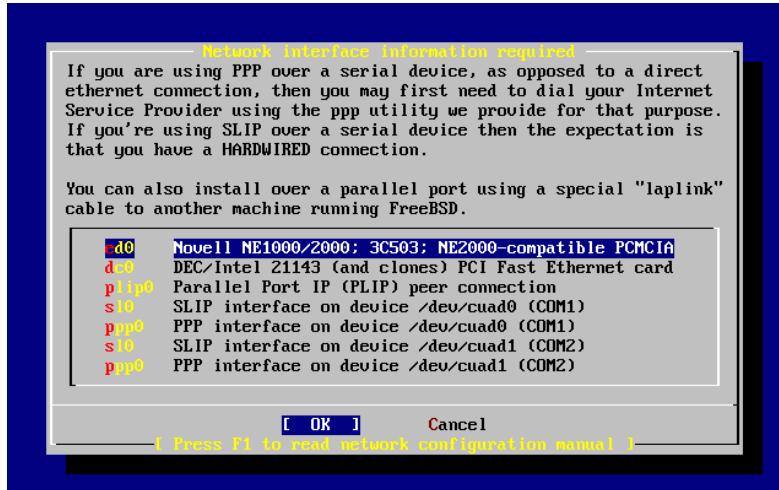 Network interface information required
If you are using PPP over a serial device, as opposed to a direct
ethernet connection, then you may first need to dial your Internet
Service Provider using the ppp utility we provide for that purpose.
If you're using SLIP over a serial device then the expectation is
that you have a HARDWIRED connection.
You can also install over a parallel port using a special "laplink"
cable to another machine running FreeBSD.
ed0 Novell NE1000/2000; 3C503; NE2000-compatible PCMCIA
dc0 DEC/Intel 21143 (and clones) PCI Fast Ethernet card
plip0 Parallel Port IP (PLIP) peer connection
sl0 SLIP interface on device /dev/cuad0 (COM1)
ppp0 PPP interface on device /dev/cuad0 (COM1)
sl0 SLIP interface on device /dev/cuad1 (COM2)
ppp0 PPP interface on device /dev/cuad1 (COM2)
[ OK ] Cancel
[ Press F1 to read network configuration manual ]